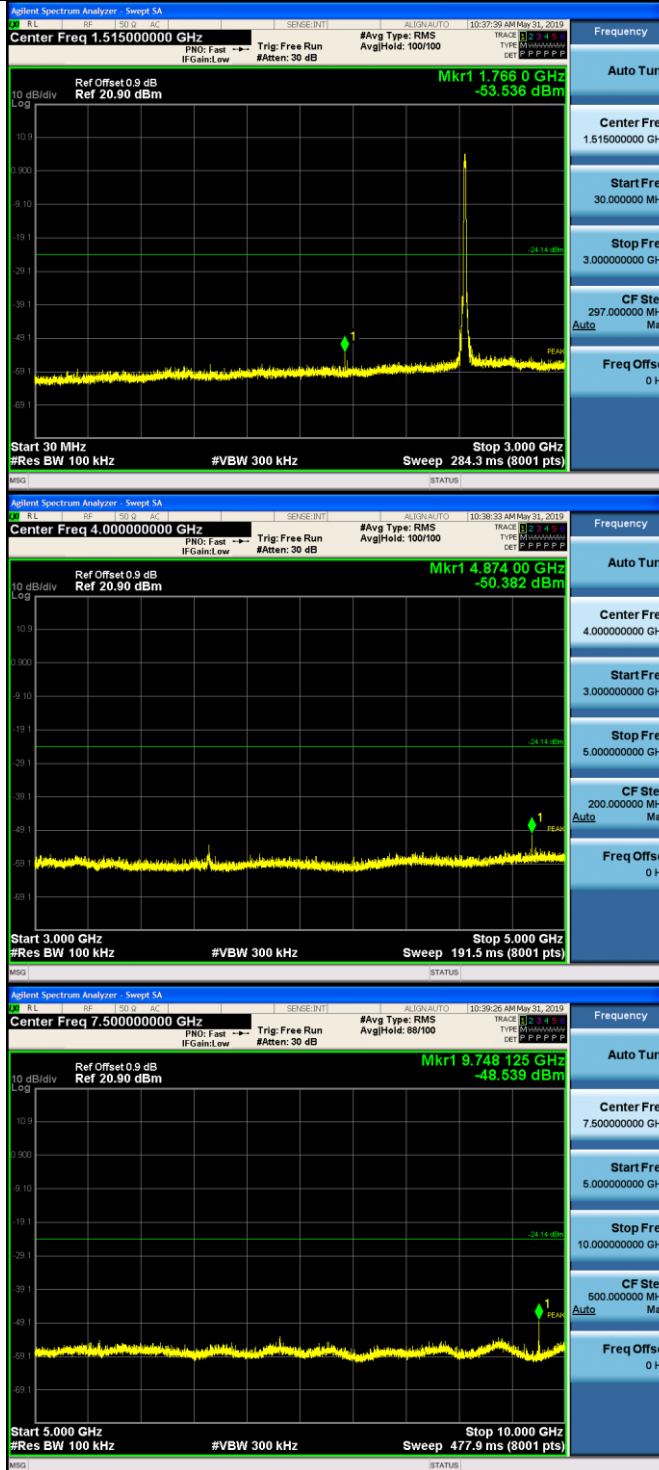 Agilent Spectrum Analyzer - Swept SA
RL RF 50 Ω AC SENSE:INT ALIGNAUTO 10:37:39 AM May 31, 2019
Center Freq 1.515000000 GHz
PNO: Fast
IFGain:Low
Trig: Free Run
#Atten: 30 dB
#Avg Type: RMS
Avg|Hold: 100/100
TRACE 1 2 3 4 5 6
TYPE M
DET P P P P P P
Ref Offset 0.9 dB
Ref 20.90 dBm
10 dB/div
Log
Mkr1 1.766 0 GHz
-53.536 dBm
10.9
0.900
-9.10
-19.1
-24.14 dBm
-29.1
-39.1
-49.1
1
PEAK
-59.1
-69.1
Start 30 MHz
Stop 3.000 GHz
#Res BW 100 kHz
#VBW 300 kHz
Sweep 284.3 ms (8001 pts)
MSG
STATUS
Frequency
Auto Tun
Center Fre
1.515000000 GH
Start Fre
30.000000 MH
Stop Fre
3.000000000 GH
CF Ste
297.000000 MH
Auto Ma
Freq Offse
0 H
Agilent Spectrum Analyzer - Swept SA
RL RF 50 Ω AC SENSE:INT ALIGNAUTO 10:38:33 AM May 31, 2019
Center Freq 4.000000000 GHz
PNO: Fast
IFGain:Low
Trig: Free Run
#Atten: 30 dB
#Avg Type: RMS
Avg|Hold: 100/100
TRACE 1 2 3 4 5 6
TYPE M
DET P P P P P P
Ref Offset 0.9 dB
Ref 20.90 dBm
10 dB/div
Log
Mkr1 4.874 00 GHz
-50.382 dBm
10.9
0.900
-9.10
-19.1
-24.14 dBm
-29.1
-39.1
-49.1
1
PEAK
-59.1
-69.1
Start 3.000 GHz
Stop 5.000 GHz
#Res BW 100 kHz
#VBW 300 kHz
Sweep 191.5 ms (8001 pts)
MSG
STATUS
Frequency
Auto Tun
Center Fre
4.000000000 GH
Start Fre
3.000000000 GH
Stop Fre
5.000000000 GH
CF Ste
200.000000 MH
Auto Ma
Freq Offse
0 H
Agilent Spectrum Analyzer - Swept SA
RL RF 50 Ω AC SENSE:INT ALIGNAUTO 10:39:26 AM May 31, 2019
Center Freq 7.500000000 GHz
PNO: Fast
IFGain:Low
Trig: Free Run
#Atten: 30 dB
#Avg Type: RMS
Avg|Hold: 88/100
TRACE 1 2 3 4 5 6
TYPE M
DET P P P P P P
Ref Offset 0.9 dB
Ref 20.90 dBm
10 dB/div
Log
Mkr1 9.748 125 GHz
-48.539 dBm
10.9
0.900
-9.10
-19.1
-24.14 dBm
-29.1
-39.1
-49.1
1
PEAK
-59.1
-69.1
Start 5.000 GHz
Stop 10.000 GHz
#Res BW 100 kHz
#VBW 300 kHz
Sweep 477.9 ms (8001 pts)
MSG
STATUS
Frequency
Auto Tun
Center Fre
7.500000000 GH
Start Fre
5.000000000 GH
Stop Fre
10.000000000 GH
CF Ste
500.000000 MH
Auto Ma
Freq Offse
0 H